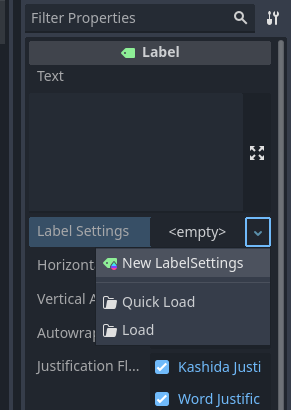 Filter Properties
Label
Text
Label Settings <empty>
New LabelSettings
Horizont
Vertical A
Quick Load
Autowrap
Load
Justification Fl... Kashida Justi
Word Justific